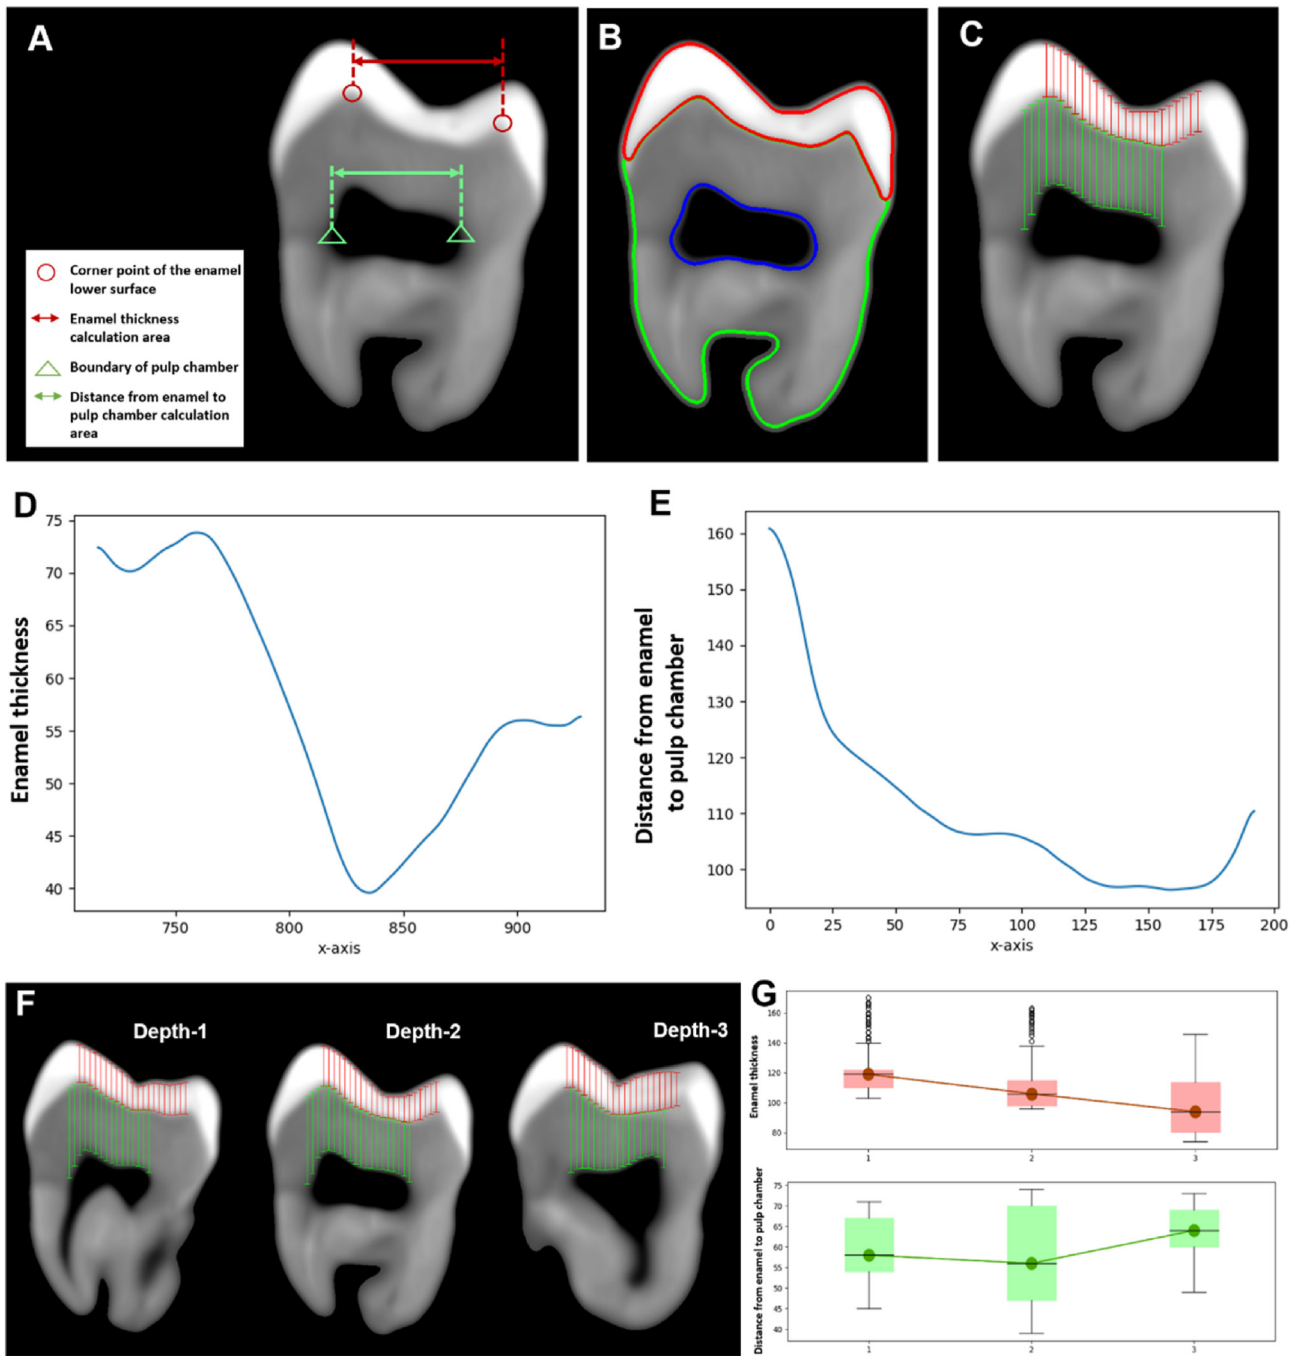 A
B
C
Corner point of the enamel
lower surface
Enamel thickness
calculation area
Boundary of pulp chamber
Distance from enamel to
pulp chamber calculation
area
D
75
70
65
60
55
50
45
40
750
800
850
900
x-axis
Enamel thickness
E
160
150
140
130
120
110
100
0
25
50
75
100
125
150
175
200
x-axis
Distance from enamel
to pulp chamber
F
Depth-1
Depth-2
Depth-3
G
160
140
120
100
80
1
2
3
Enamel thickness
75
70
65
60
55
50
45
40
1
2
3
Distance from enamel to pulp chamber